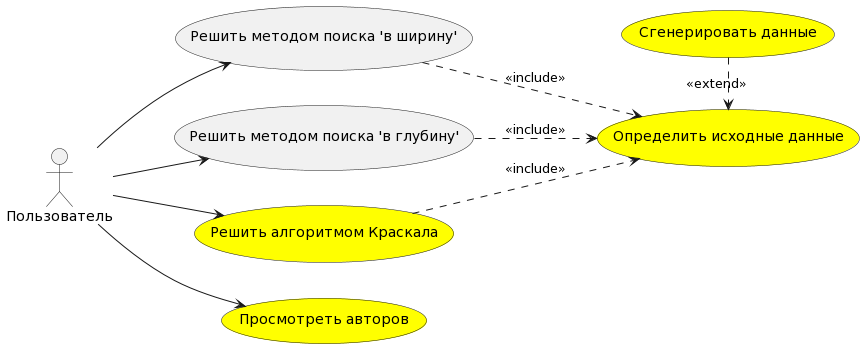 Решить методом поиска 'в ширину'
Сгенерировать данные
«include»
«extend»
Решить методом поиска 'в глубину'
«include»
Определить исходные данные
«include»
Пользователь
Решить алгоритмом Краскала
Просмотреть авторов